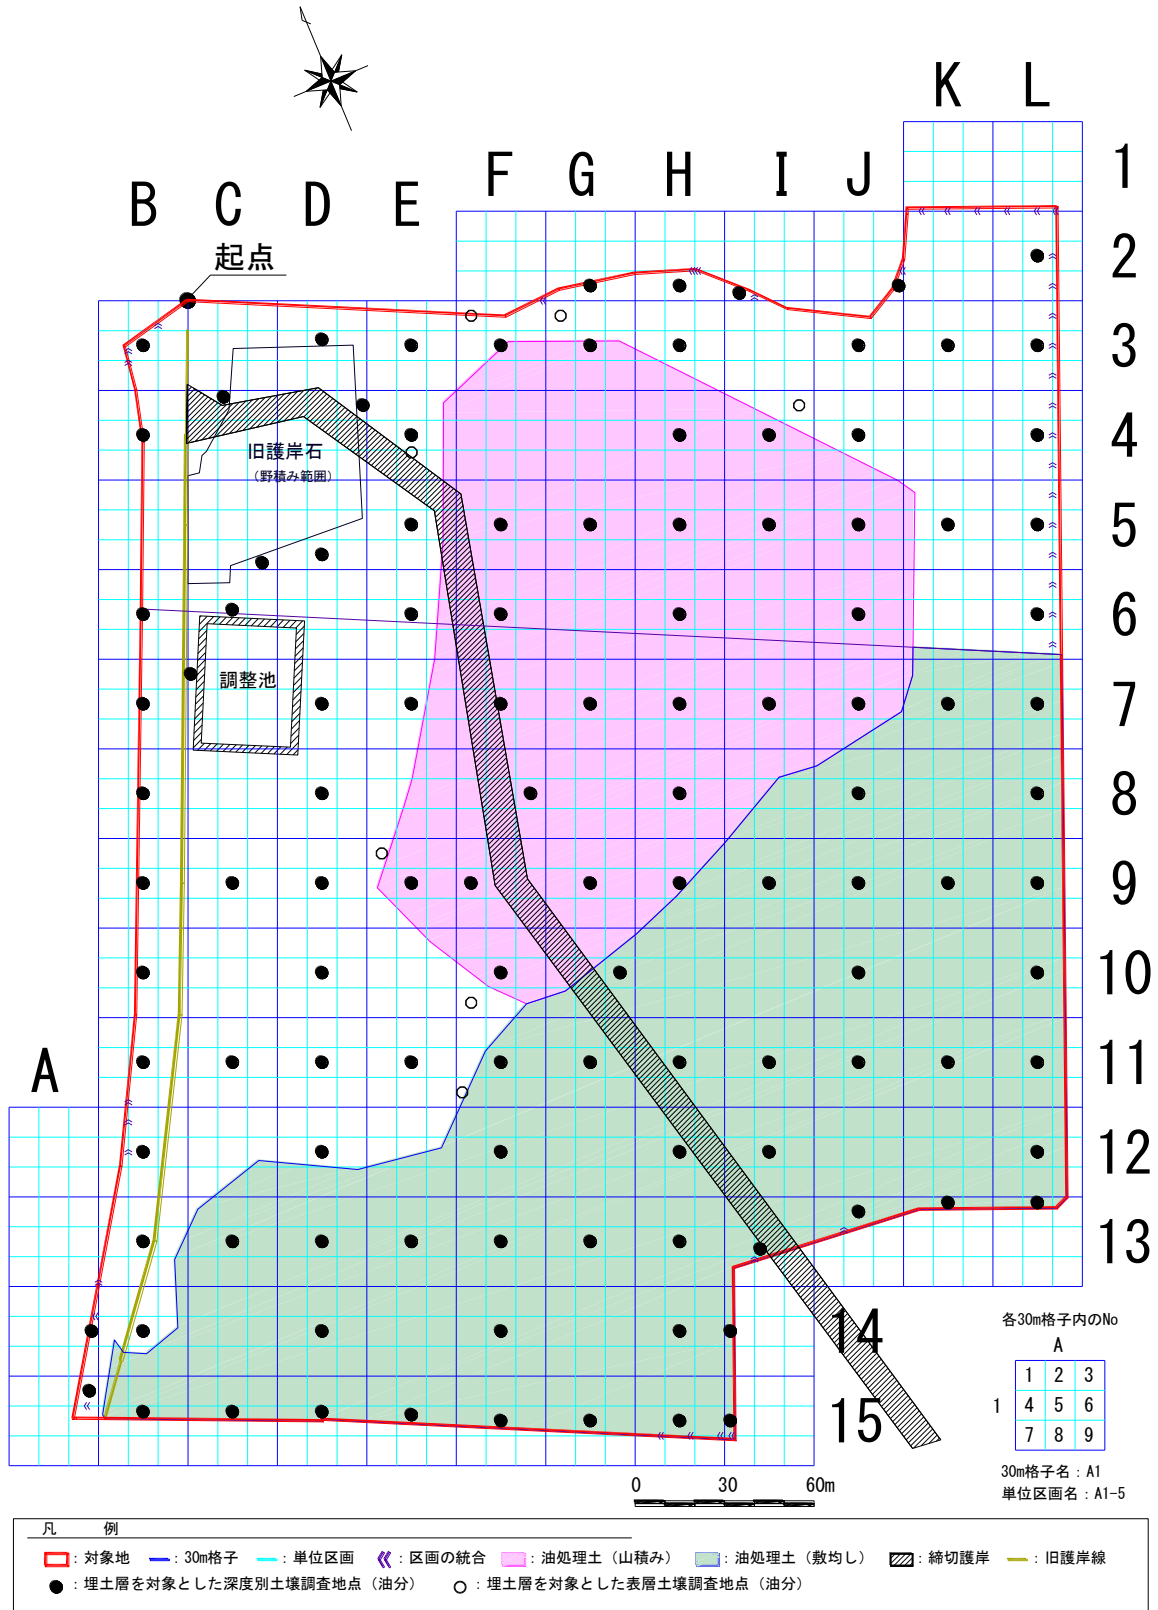 K L
1
F G H I J
B C D E
2
起点
3
4
旧護岸石
（野積み範囲）
5
6
調整池
7
8
9
10
A
11
12
13
14
各30m格子内のNo
A
1 2 3
1 4 5 6
7 8 9
15
30m格子名：A1
単位区画名：A1-5
0 30 60m
凡 例
：対象地 ：30m格子 ：単位区画 ：区画の統合 ：油処理土（山積み） ：油処理土（敷均し） ：締切護岸 ：旧護岸線
：埋土層を対象とした深度別土壌調査地点（油分） ：埋土層を対象とした表層土壌調査地点（油分）